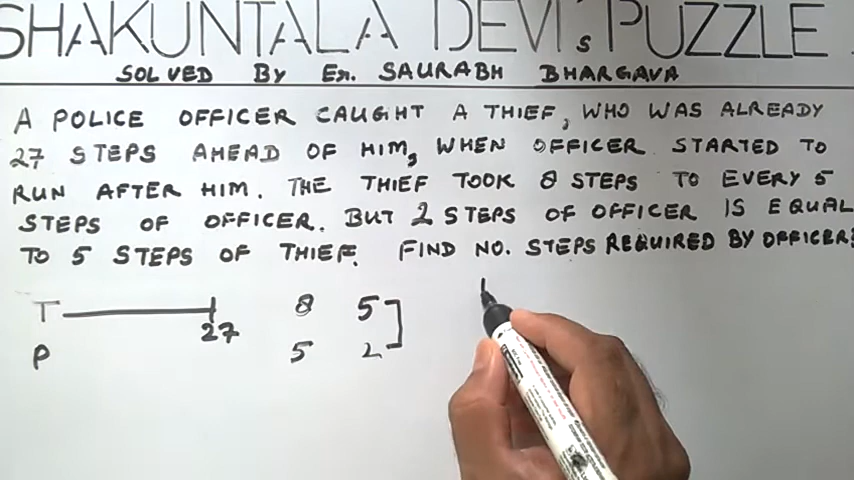 SHAKUNTALA DEVI's PUZZLE
SOLVED By Er. SAURABH BHARGAVA
A POLICE OFFICER CAUGHT A THIEF, WHO WAS ALREADY
27 STEPS AHEAD OF HIM, WHEN OFFICER STARTED TO
RUN AFTER HIM. THE THIEF TOOK 8 STEPS TO EVERY 5
STEPS OF OFFICER. BUT 2 STEPS OF OFFICER IS EQUAL
TO 5 STEPS OF THIEF. FIND NO. STEPS REQUIRED BY OFFICER?
T 27 8 5
P 5 2